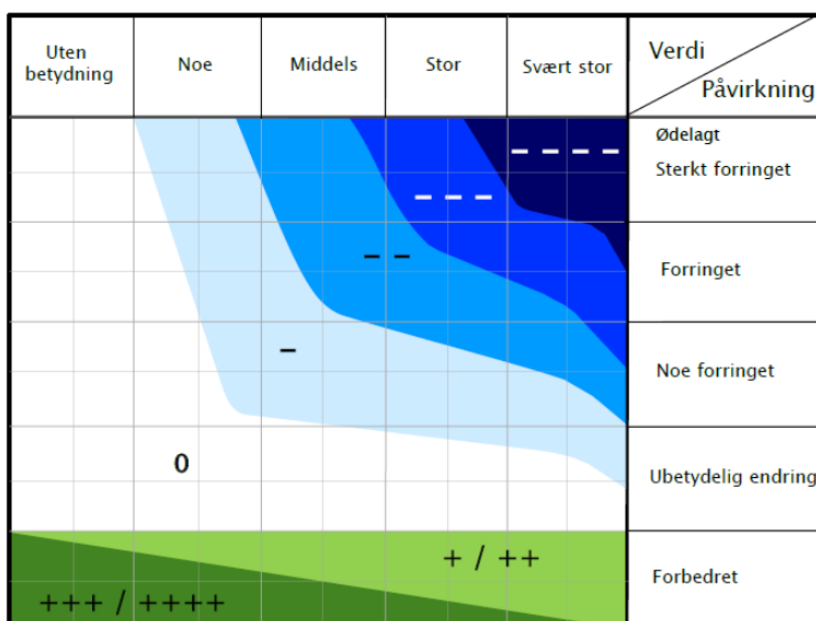 Uten
betydning
Noe
Middels
Stor
Svært stor
Verdi
Påvirkning
Ødelagt
Sterkt forringet
– – – –
– – –
– –
Forringet
–
Noe forringet
0
Ubetydelig endring
+ / ++
Forbedret
+++ / ++++